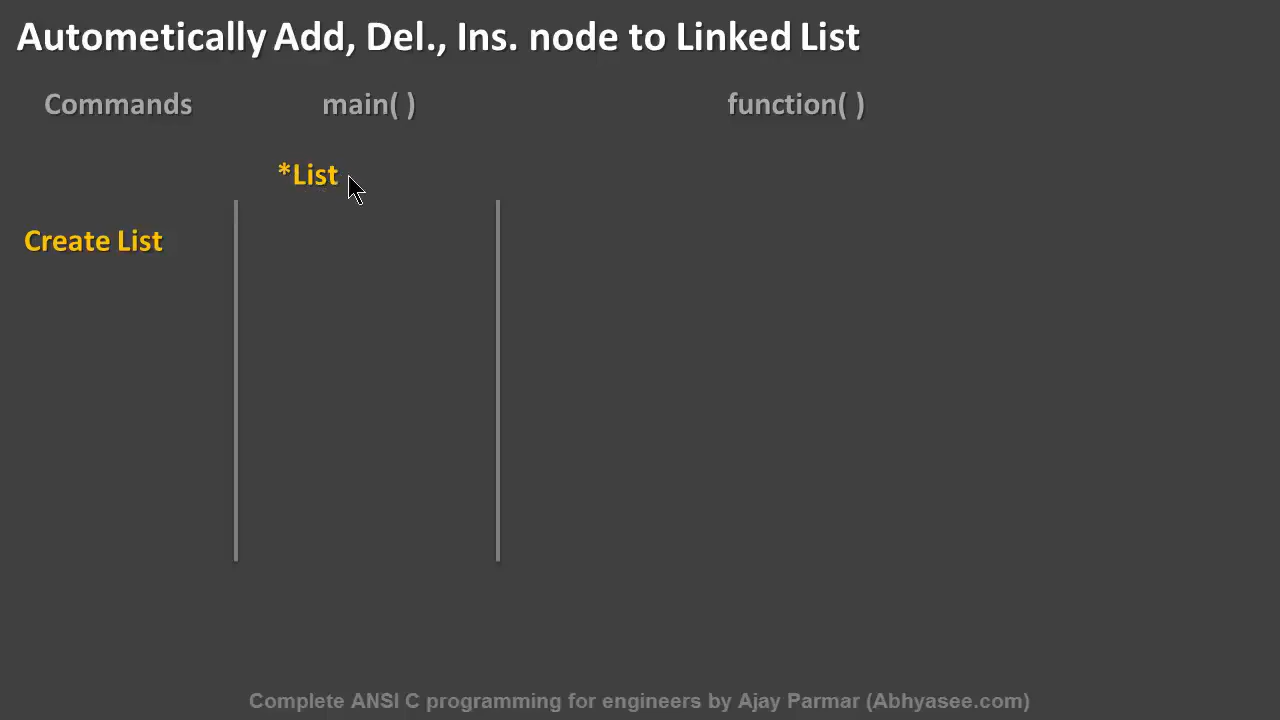 Autometically Add, Del., Ins. node to Linked List
Commands main( ) function( )
*List
Create List
Complete ANSI C programming for engineers by Ajay Parmar (Abhyasee.com)